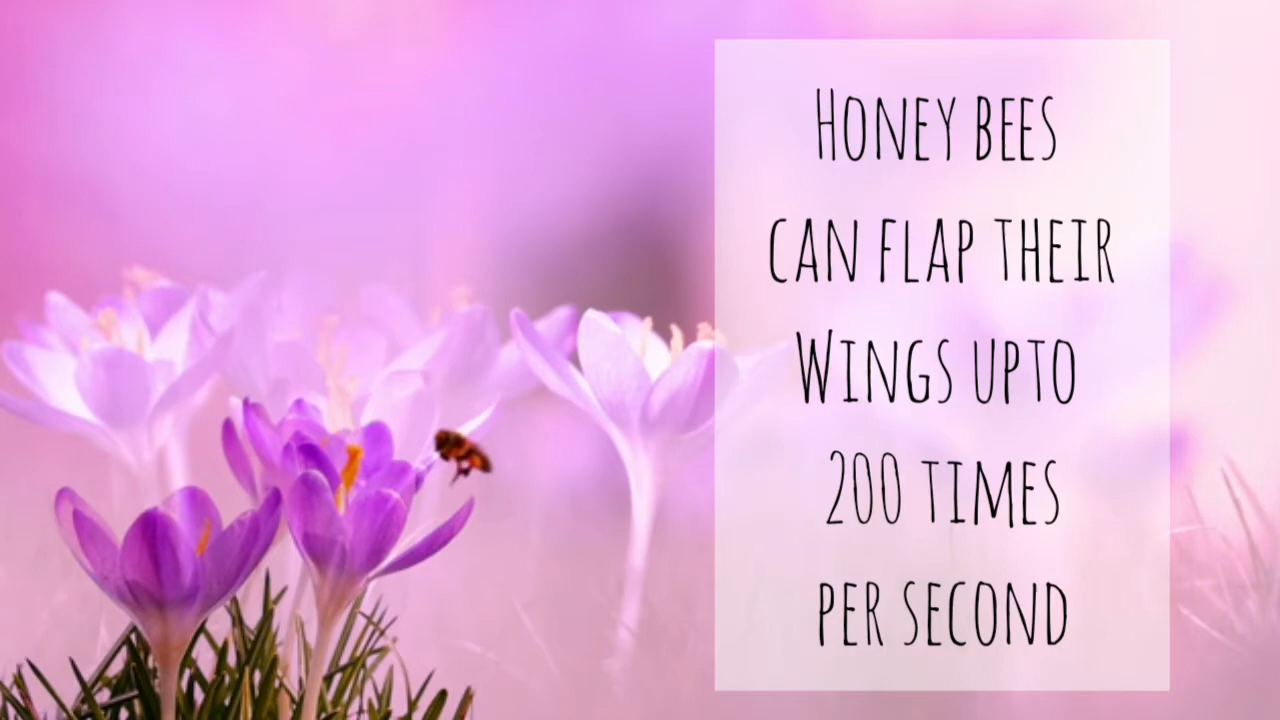 Honey bees
can flap their
Wings upto
200 times
per second